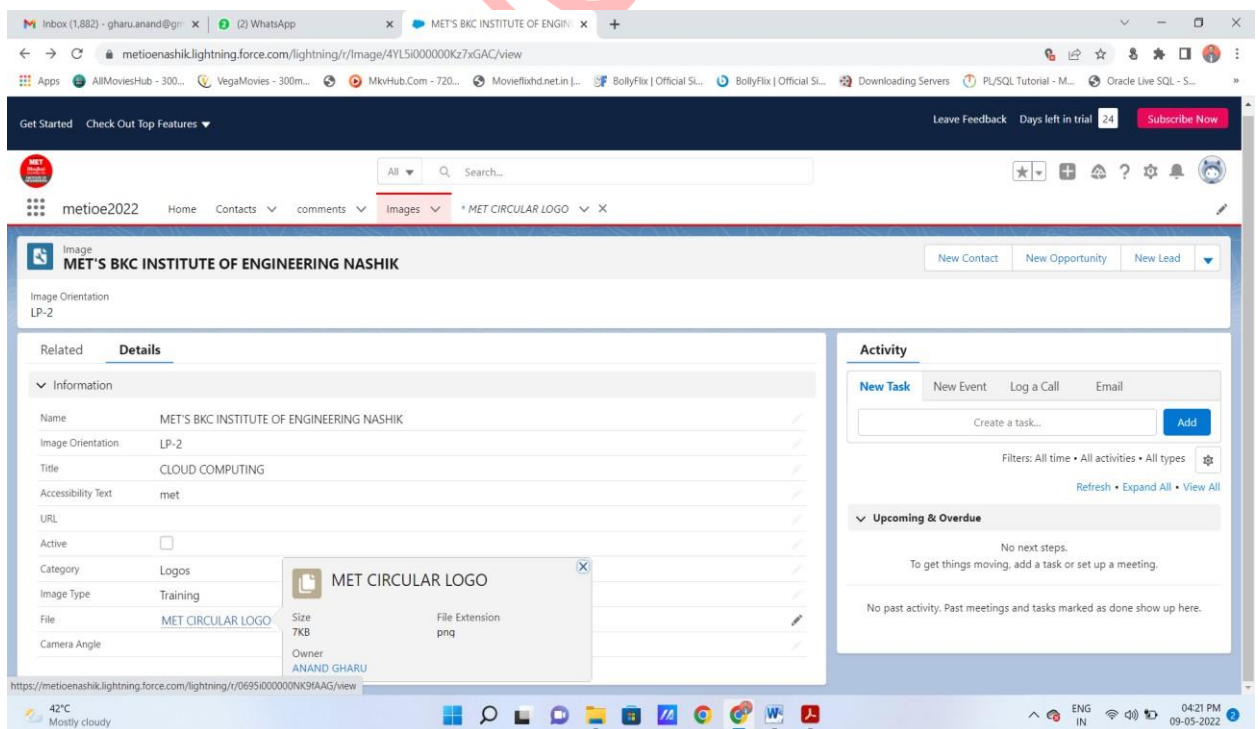 Inbox (1,882) - gharu.anand@gm
(2) WhatsApp
MET'S BKC INSTITUTE OF ENGIN
metioenashik.lightning.force.com/lightning/r/Image/4YL5i000000Kz7xGAC/view
Apps AllMoviesHub - 300... VegaMovies - 300m... MkvHub.Com - 720... Movieflixhd.net.in |... BollyFlix | Official Si... BollyFlix | Official Si... Downloading Servers PL/SQL Tutorial - M... Oracle Live SQL - S... »
Get Started Check Out Top Features Leave Feedback Days left in trial 24 Subscribe Now
MET
All Search...
metioe2022 Home Contacts comments Images * MET CIRCULAR LOGO
Image
MET'S BKC INSTITUTE OF ENGINEERING NASHIK
New Contact New Opportunity New Lead
Image Orientation
LP-2
Related Details
Information
Name MET'S BKC INSTITUTE OF ENGINEERING NASHIK
Image Orientation LP-2
Title CLOUD COMPUTING
Accessibility Text met
URL
Active
Category Logos
Image Type Training
File MET CIRCULAR LOGO
Camera Angle
MET CIRCULAR LOGO
Size File Extension
7KB png
Owner
ANAND GHARU
Activity
New Task New Event Log a Call Email
Create a task... Add
Filters: All time • All activities • All types
Refresh • Expand All • View All
Upcoming & Overdue
No next steps.
To get things moving, add a task or set up a meeting.
No past activity. Past meetings and tasks marked as done show up here.
https://metioenashik.lightning.force.com/lightning/r/0695i000000NK9fAAG/view
42°C
Mostly cloudy
ENG
IN
04:21 PM
09-05-2022
2